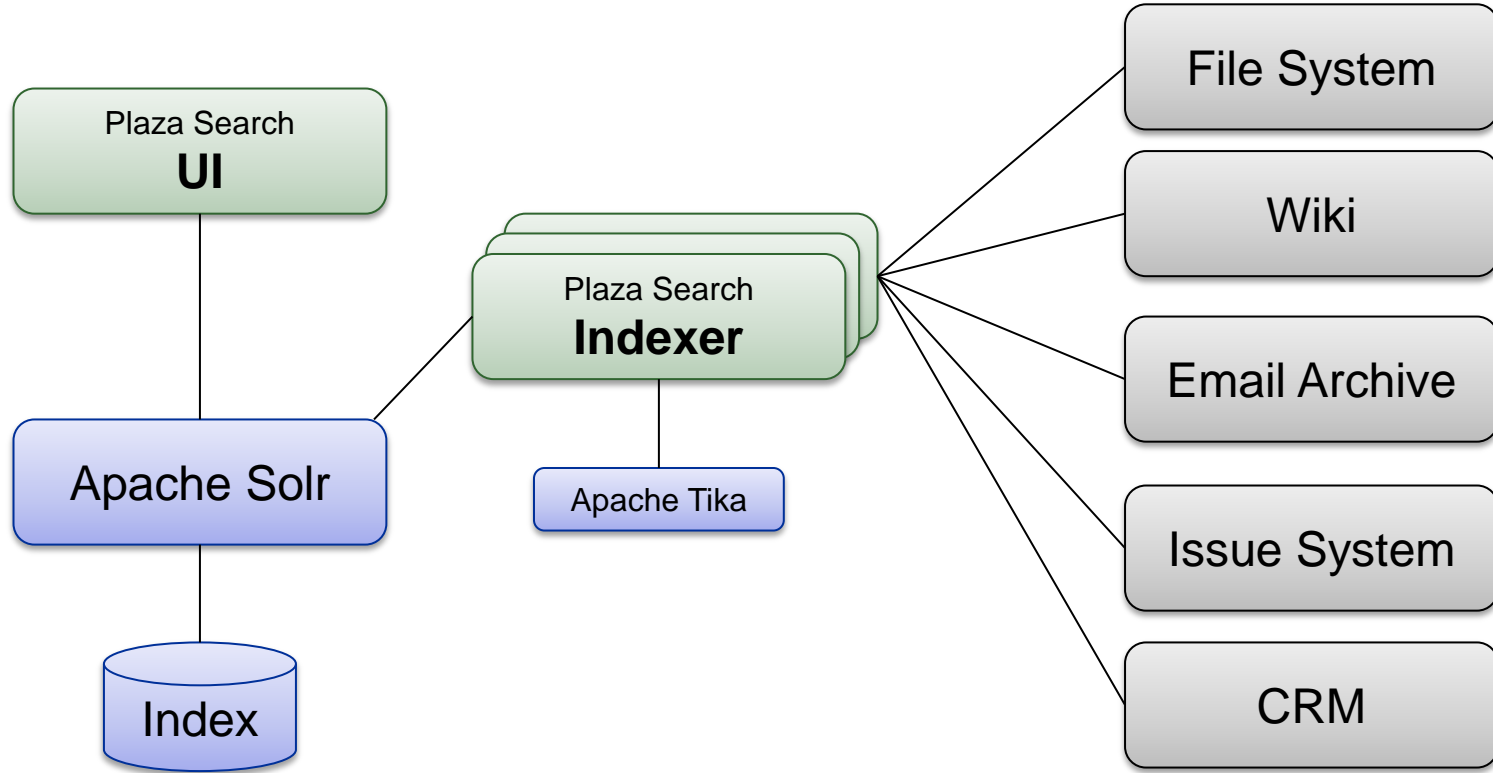 Plaza Search
UI
Apache Solr
Index
Plaza Search
Indexer
Apache Tika
File System
Wiki
Email Archive
Issue System
CRM